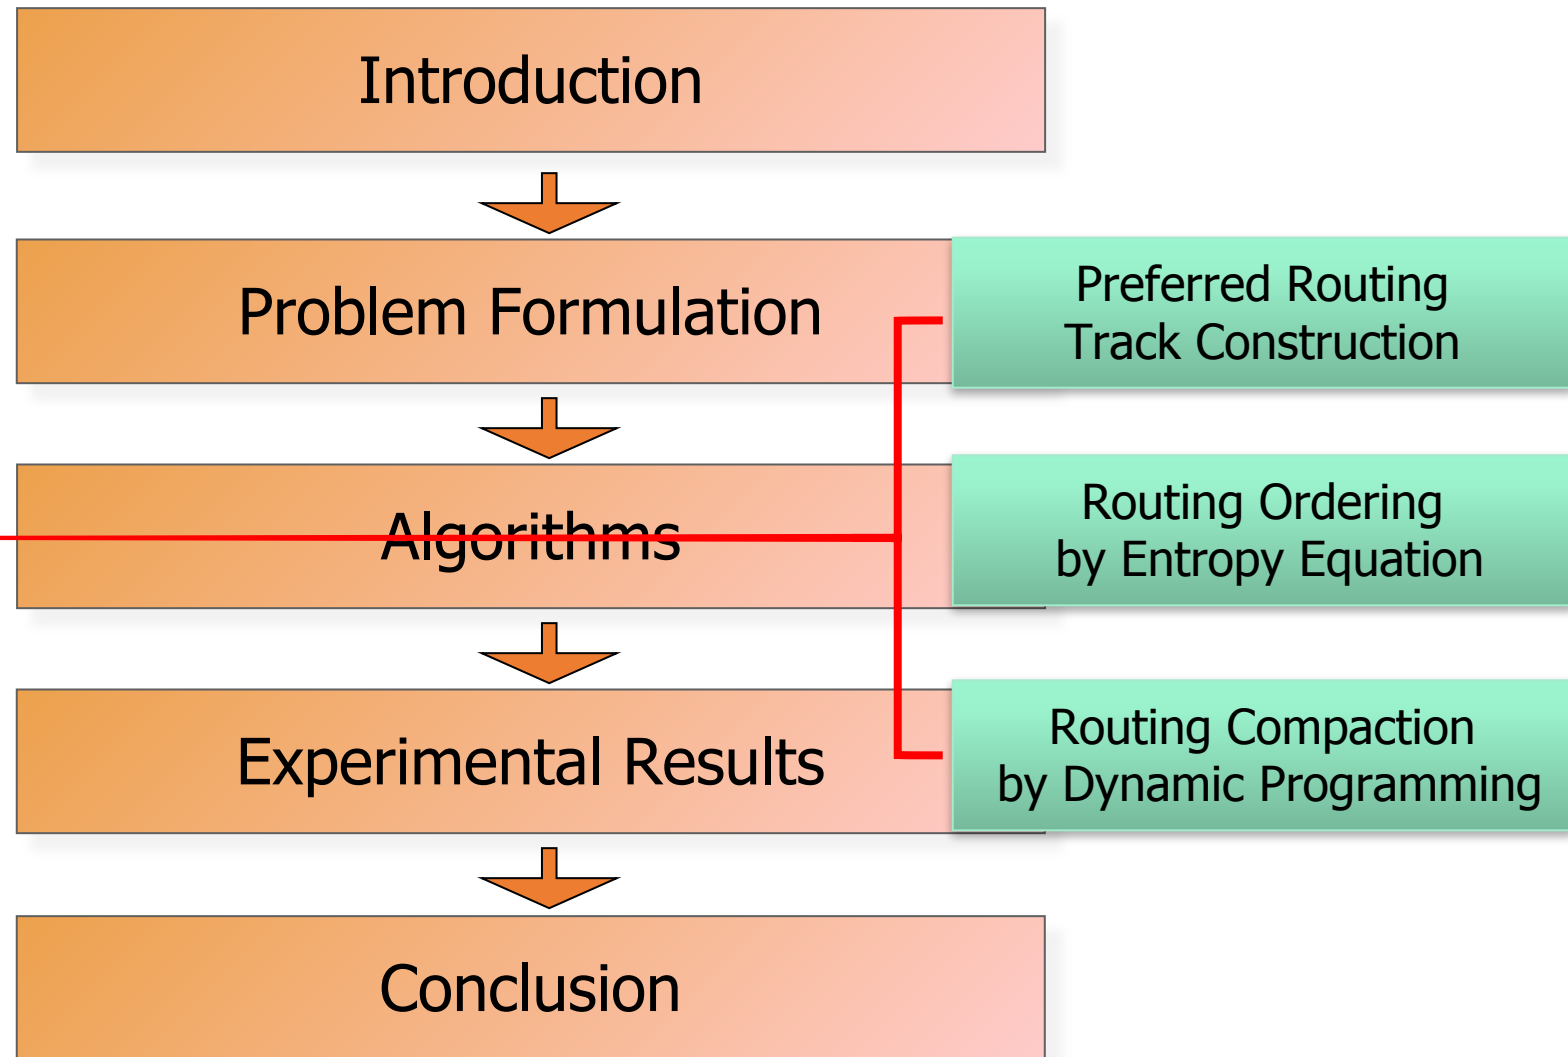 Introduction
Problem Formulation
Preferred Routing
Track Construction
Algorithms
Routing Ordering
by Entropy Equation
Experimental Results
Routing Compaction
by Dynamic Programming
Conclusion